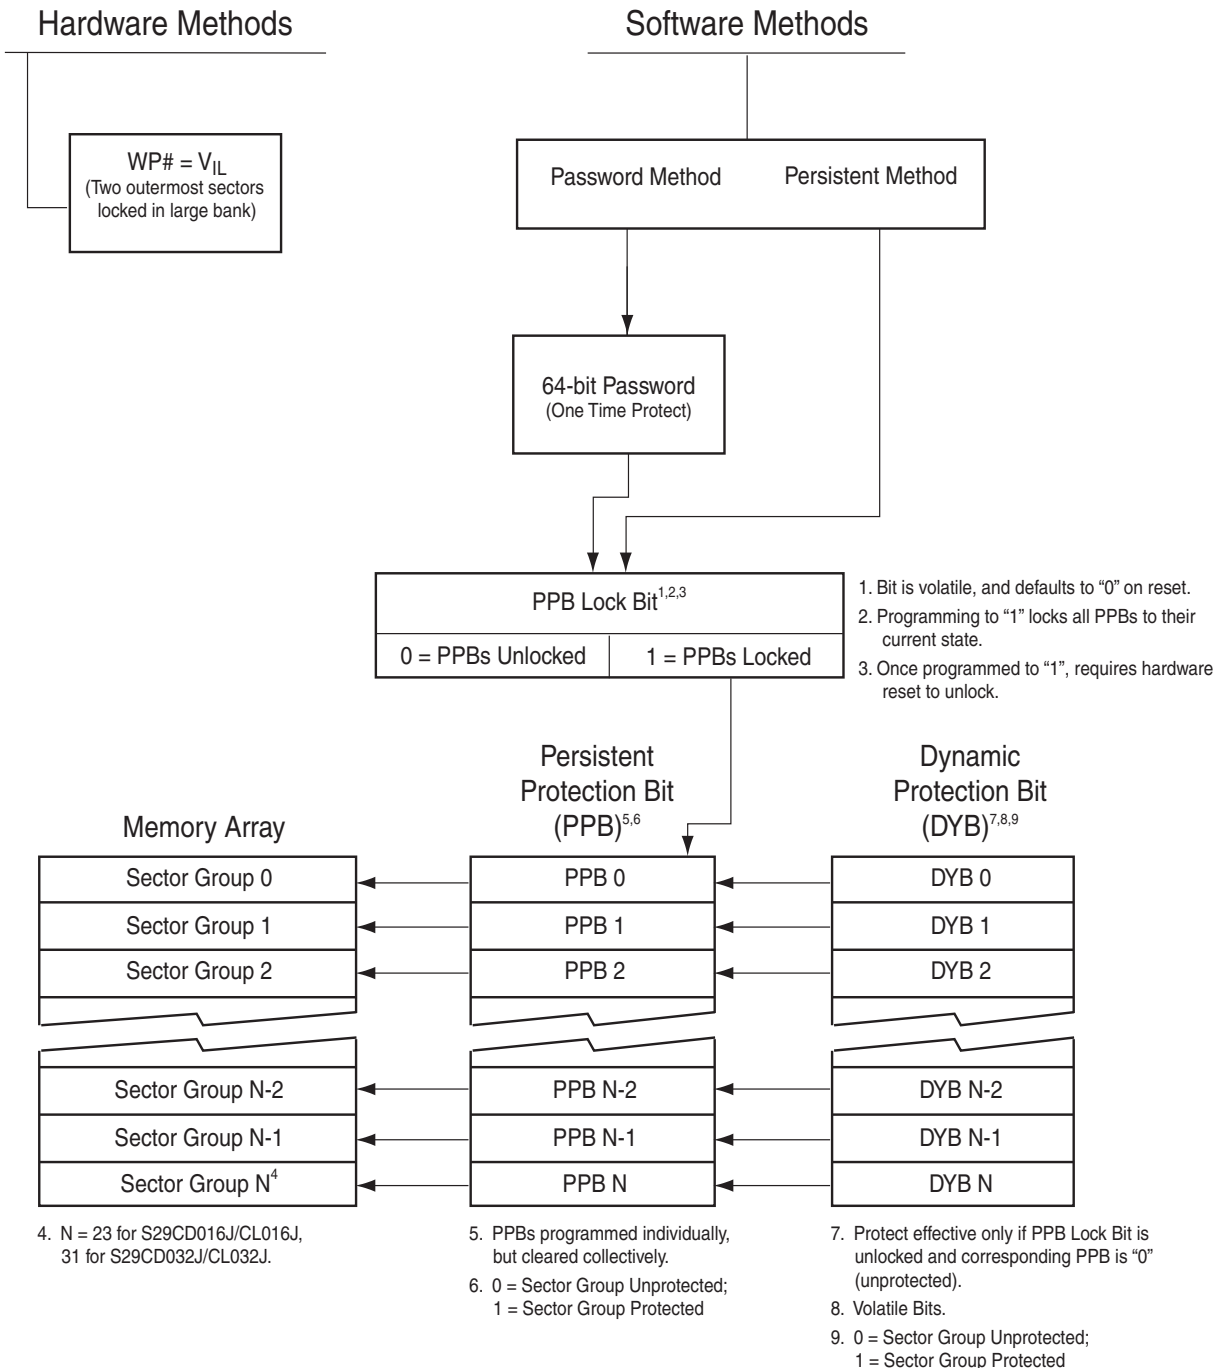 Hardware Methods
Software Methods
WP# = VIL
(Two outermost sectors
locked in large bank)
Password Method
Persistent Method
64-bit Password
(One Time Protect)
PPB Lock Bit1,2,3
0 = PPBs Unlocked
1 = PPBs Locked
1. Bit is volatile, and defaults to “0” on reset.
2. Programming to “1” locks all PPBs to their
current state.
3. Once programmed to “1”, requires hardware
reset to unlock.
Memory Array
Persistent
Protection Bit
(PPB)5,6
Dynamic
Protection Bit
(DYB)7,8,9
Sector Group 0
PPB 0
DYB 0
Sector Group 1
PPB 1
DYB 1
Sector Group 2
PPB 2
DYB 2
Sector Group N-2
PPB N-2
DYB N-2
Sector Group N-1
PPB N-1
DYB N-1
Sector Group N4
PPB N
DYB N
4. N = 23 for S29CD016J/CL016J,
31 for S29CD032J/CL032J.
5. PPBs programmed individually,
but cleared collectively.
6. 0 = Sector Group Unprotected;
1 = Sector Group Protected
7. Protect effective only if PPB Lock Bit is
unlocked and corresponding PPB is “0”
(unprotected).
8. Volatile Bits.
9. 0 = Sector Group Unprotected;
1 = Sector Group Protected